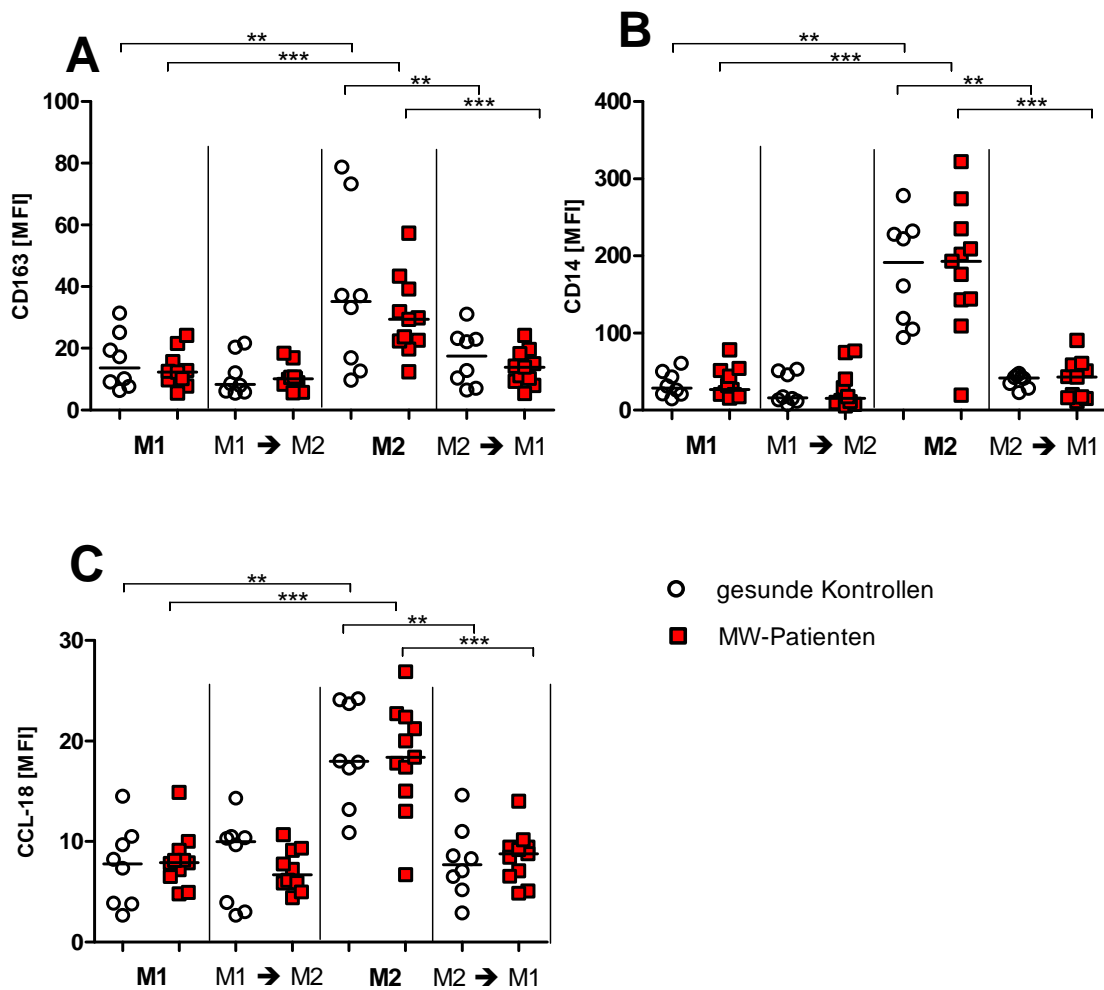 A
**
***
**
***
100
80
60
40
20
0
CD163 [MFI]
M1
M1 ➔ M2
M2
M2 ➔ M1
B
**
***
**
***
400
300
200
100
0
CD14 [MFI]
M1
M1 ➔ M2
M2
M2 ➔ M1
C
**
***
**
***
30
20
10
0
CCL-18 [MFI]
M1
M1 ➔ M2
M2
M2 ➔ M1
gesunde Kontrollen
MW-Patienten